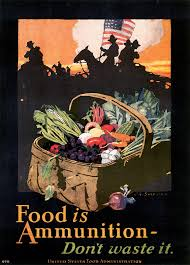 Food is
Ammunition-
Don't waste it.
UNITED STATES FOOD ADMINISTRATION